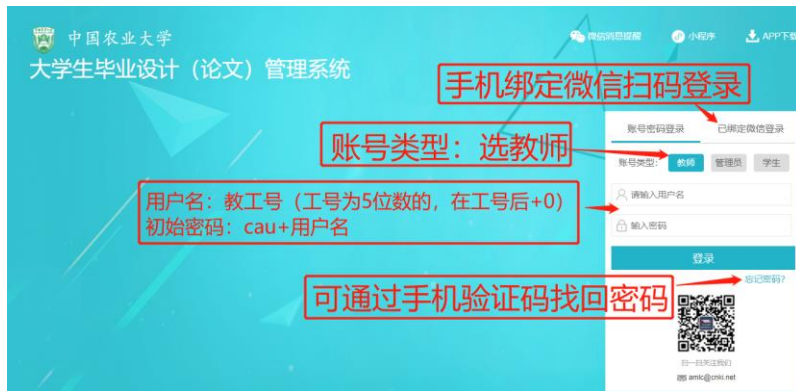 中国农业大学
大学生毕业设计（论文）管理系统
微信消息提醒 小程序 APP下载
手机绑定微信扫码登录
账号密码登录 已绑定微信登录
账号类型：选教师
账号类型： 教师 管理员 学生
用户名：教工号（工号为5位数的，在工号后+0）
初始密码：cau+用户名
请输入用户名
输入密码
登录
忘记密码?
可通过手机验证码找回密码
扫一扫关注我们
amlc@cnki.net